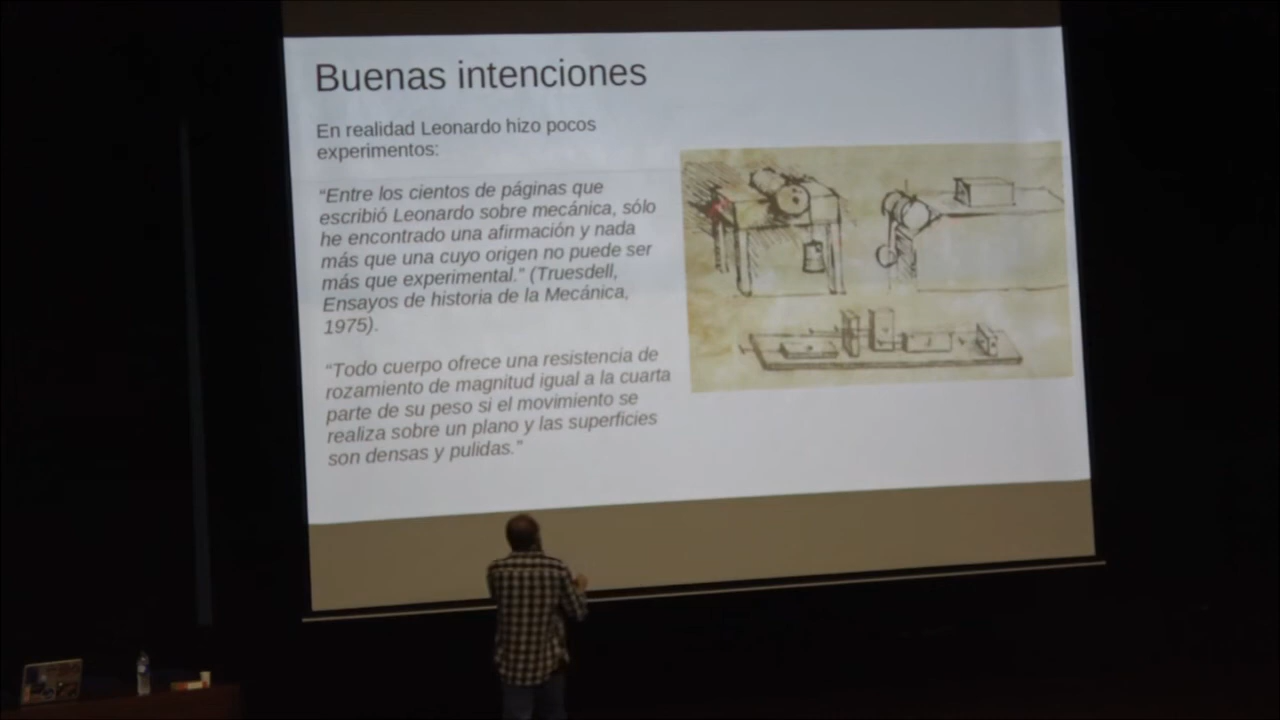 Buenas intenciones
En realidad Leonardo hizo pocos
experimentos:
“Entre los cientos de páginas que
escribió Leonardo sobre mecánica, sólo
he encontrado una afirmación y nada
más que una cuyo origen no puede ser
más que experimental.” (Truesdell,
Ensayos de historia de la Mecánica,
1975).
“Todo cuerpo ofrece una resistencia de
rozamiento de magnitud igual a la cuarta
parte de su peso si el movimiento se
realiza sobre un plano y las superficies
son densas y pulidas.”